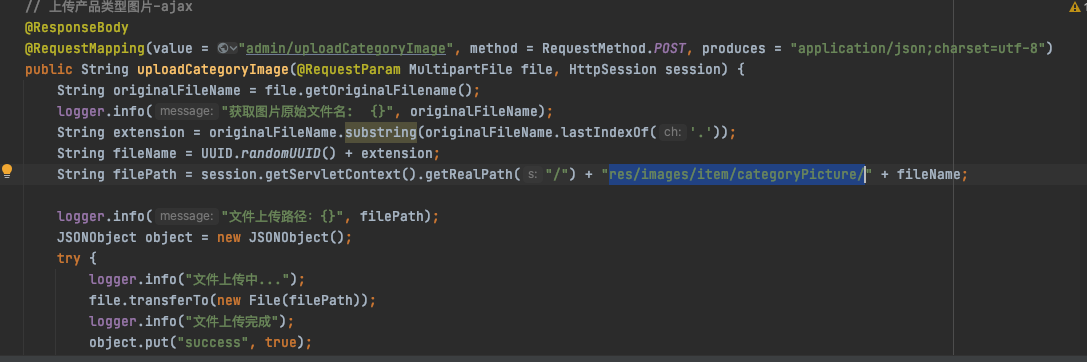 // 上传产品类型图片-ajax
@ResponseBody
@RequestMapping(value = "admin/uploadCategoryImage", method = RequestMethod.POST, produces = "application/json;charset=utf-8")
public String uploadCategoryImage(@RequestParam MultipartFile file, HttpSession session) {
String originalFileName = file.getOriginalFilename();
logger.info( message: "获取图片原始文件名:  {}", originalFileName);
String extension = originalFileName.substring(originalFileName.lastIndexOf( ch: '.'));
String fileName = UUID.randomUUID() + extension;
String filePath = session.getServletContext().getRealPath( s: "/") + "res/images/item/categoryPicture/" + fileName;
logger.info( message: "文件上传路径：{}", filePath);
JSONObject object = new JSONObject();
try {
logger.info("文件上传中...");
file.transferTo(new File(filePath));
logger.info("文件上传完成");
object.put("success", true);